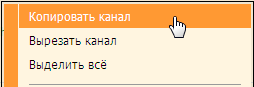 Копировать канал
Вырезать канал
Выделить всё